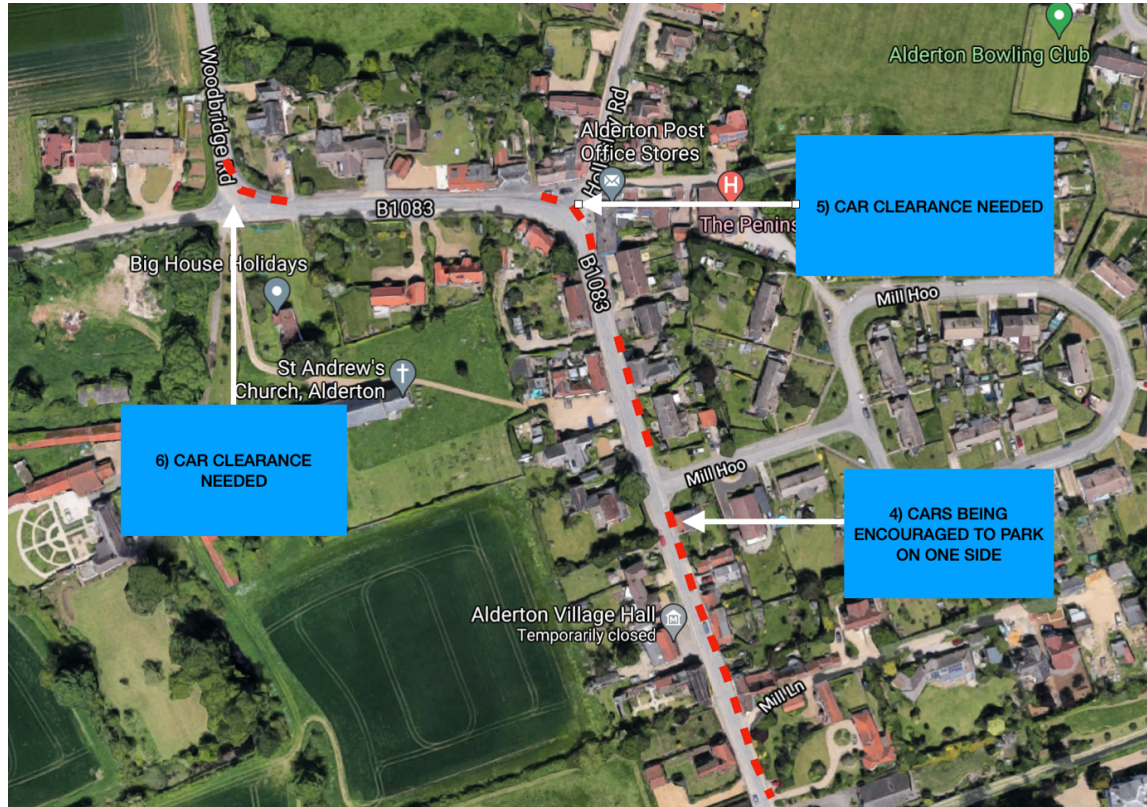 Woodbridge Rd
Alderton Bowling Club
Alderton Post
Office Stores
Rd
5) CAR CLEARANCE NEEDED
H
B1083
The Penins
B1083
Big House Holidays
Mill Hoo
St Andrew's
Church, Alderton
6) CAR CLEARANCE
NEEDED
Mill Hoo
4) CARS BEING
ENCOURAGED TO PARK
ON ONE SIDE
Alderton Village Hall
Temporarily closed
Mill Ln